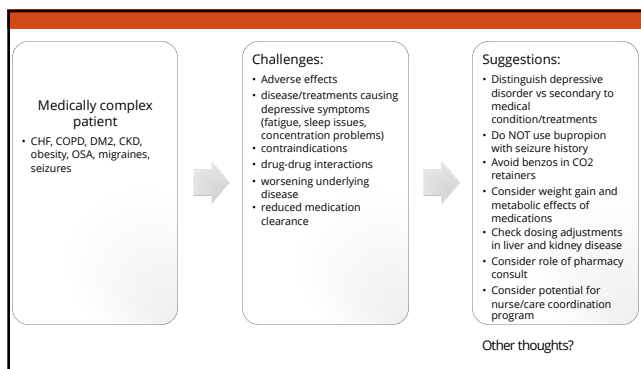 Medically complex
patient
• CHF, COPD, DM2, CKD,
obesity, OSA, migraines,
seizures
Challenges:
• Adverse effects
• disease/treatments causing
depressive symptoms
(fatigue, sleep issues,
concentration problems)
• contraindications
• drug-drug interactions
• worsening underlying
disease
• reduced medication
clearance
Suggestions:
• Distinguish depressive
disorder vs secondary to
medical
condition/treatments
• Do NOT use bupropion
with seizure history
• Avoid benzos in CO2
retainers
• Consider weight gain and
metabolic effects of
medications
• Check dosing adjustments
in liver and kidney disease
• Consider role of pharmacy
consult
• Consider potential for
nurse/care coordination
program
Other thoughts?